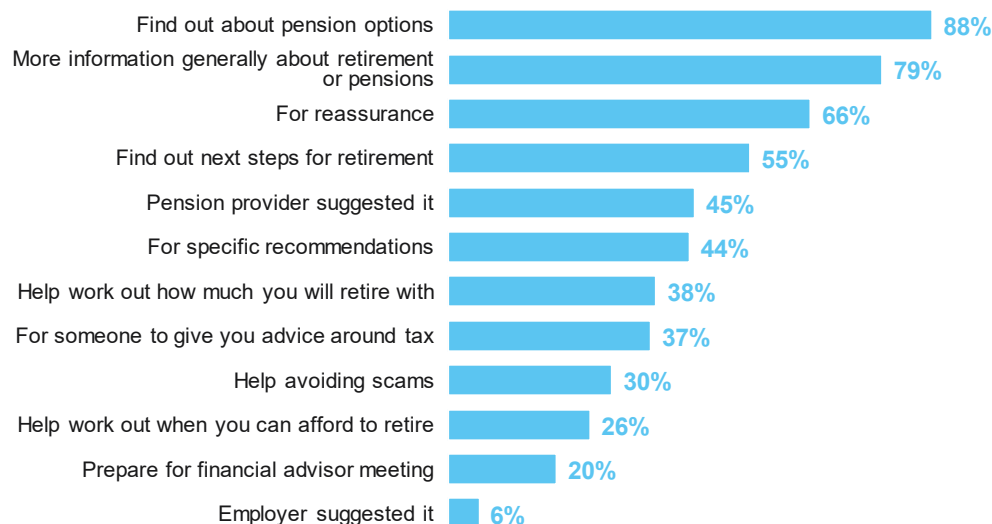 Find out about pension options 88%
More information generally about retirement
or pensions 79%
For reassurance 66%
Find out next steps for retirement 55%
Pension provider suggested it 45%
For specific recommendations 44%
Help work out how much you will retire with 38%
For someone to give you advice around tax 37%
Help avoiding scams 30%
Help work out when you can afford to retire 26%
Prepare for financial advisor meeting 20%
Employer suggested it 6%